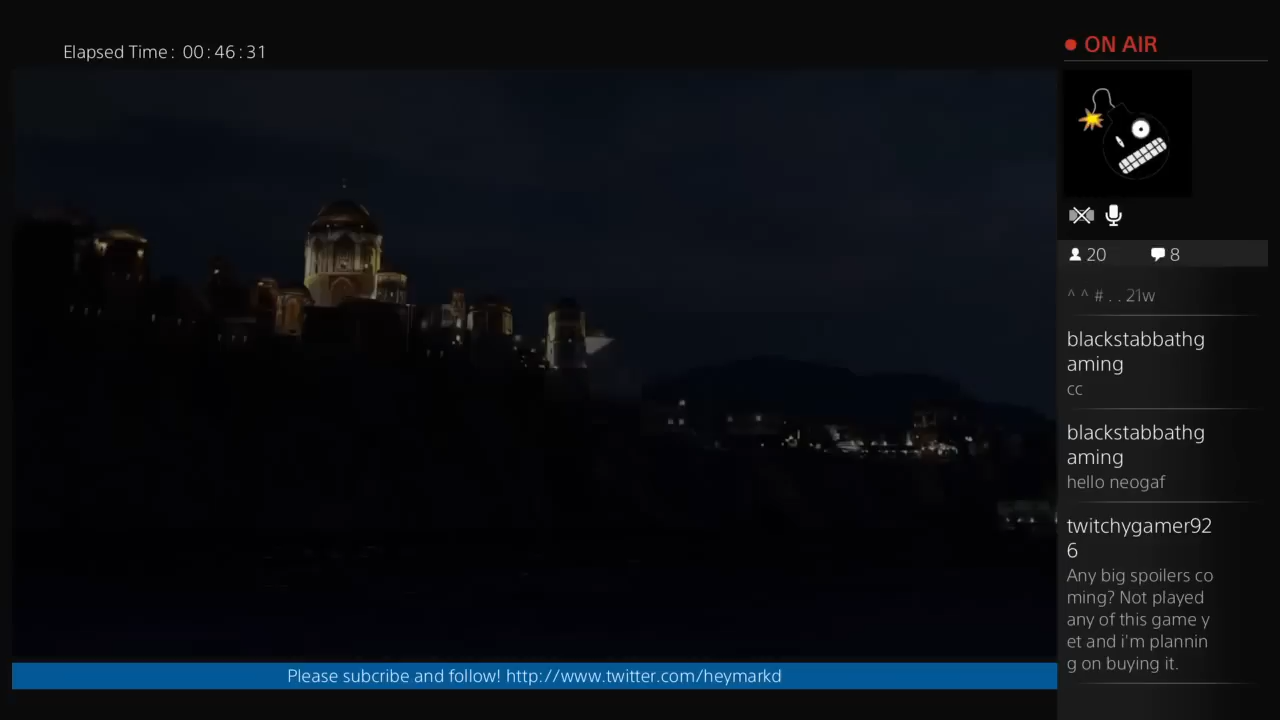 Elapsed Time: 00:46:31
ON AIR
20 8
^ ^ # . . 21w
blackstabbathg
aming
cc
blackstabbathg
aming
hello neogaf
twitchygamer92
6
Any big spoilers co
ming? Not played
any of this game y
et and i'm plannin
g on buying it.
Please subcribe and follow! http://www.twitter.com/heymarkd